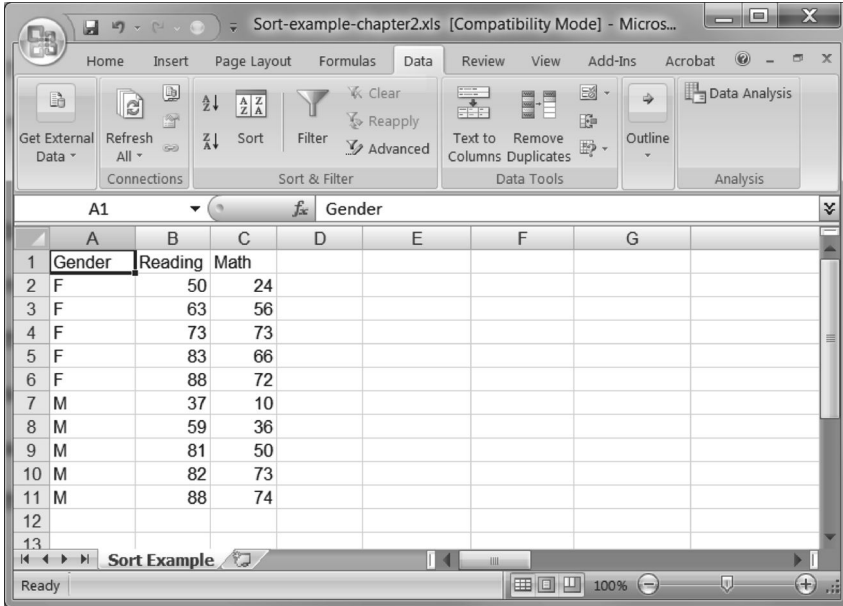 Sort-example-chapter2.xls [Compatibility Mode] - Micros...
Home Insert Page Layout Formulas Data Review View Add-Ins Acrobat
Get External Data
Refresh All
Connections
Sort
Filter
Clear
Reapply
Advanced
Sort & Filter
Text to Columns
Remove Duplicates
Data Tools
Outline
Data Analysis
Analysis
A1 fx Gender
A B C D E F G
1 Gender Reading Math
2 F 50 24
3 F 63 56
4 F 73 73
5 F 83 66
6 F 88 72
7 M 37 10
8 M 59 36
9 M 81 50
10 M 82 73
11 M 88 74
12
13
Sort Example
Ready 100%